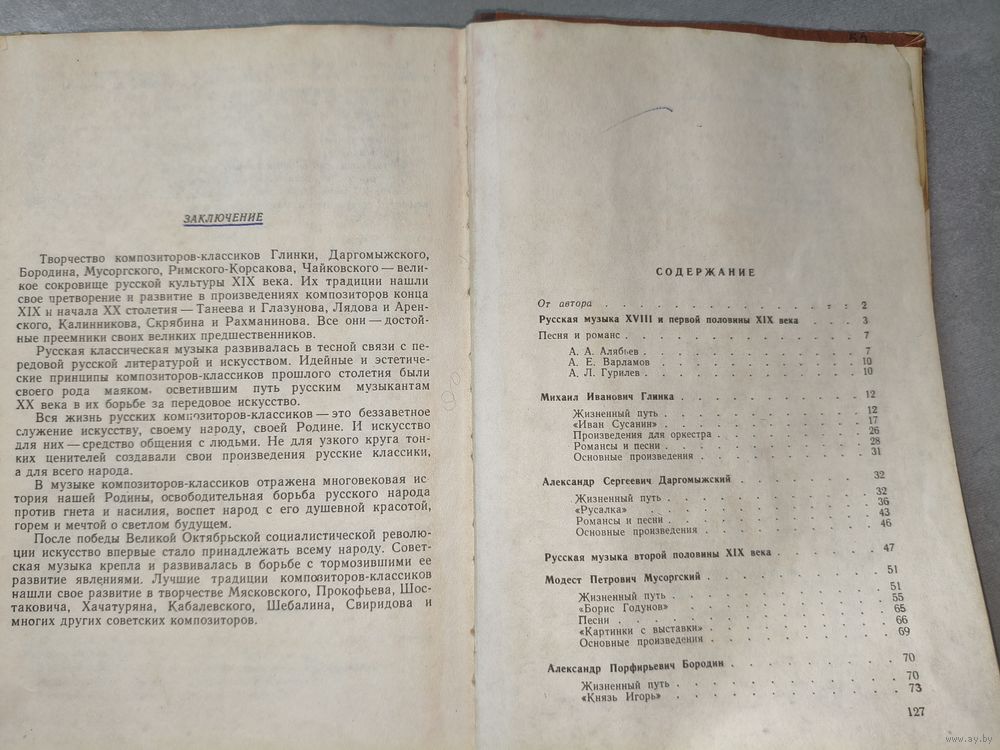 ЗАКЛЮЧЕНИЕ
Творчество композиторов-классиков Глинки, Даргомыжского,
Бородина, Мусоргского, Римского-Корсакова, Чайковского — вели-
кое сокровище русской культуры XIX века. Их традиции нашли
свое претворение и развитие в произведениях композиторов конца
XIX и начала XX столетия — Танеева и Глазунова, Лядова и Арен-
ского, Калинникова, Скрябина и Рахманинова. Все они — достой-
ные преемники своих великих предшественников.
Русская классическая музыка развивалась в тесной связи с пе-
редовой русской литературой и искусством. Идейные и эстетиче-
ские принципы композиторов-классиков прошлого столетия были
своего рода маяком, осветившим путь русским музыкантам
XX века в их борьбе за передовое искусство.
Вся жизнь русских композиторов-классиков — это беззаветное
служение искусству, своему народу, своей Родине. И искусство
для них — средство общения с людьми. Не для узкого круга тон-
ких ценителей создавали свои произведения русские классики,
а для всего народа.
В музыке композиторов-классиков отражена многовековая ис
тория нашей Родины, освободительная борьба русского народа
против гнета и насилия, воспет народ с его душевной красотой,
горем и мечтой о светлом будущем.
После победы Великой Октябрьской социалистической револю-
ции искусство впервые стало принадлежать всему народу. Совет-
ская музыка крепла и развивалась в борьбе с тормозившими ее
развитие явлениями. Лучшие традиции композиторов-классиков
нашли свое развитие в творчестве Мясковского, Прокофьева, Шос-
таковича, Хачатуряна, Кабалевского, Шебалина, Свиридова и
многих других советских композиторов.
СОДЕРЖАНИЕ
От автора . . . . . . . . . . . . 2
Русская музыка XVIII и первой половины XIX века . . . 3
Песня и романс . . . . . . . . . . . . 7
А. А. Алябьев . . . . . . . . . . . 7
А. Е. Варламов . . . . . . . . . . . 10
А. Л. Гурилев . . . . . . . . . . . 10
Михаил Иванович Глинка . . . . . . . . . . 12
Жизненный путь . . . . . . . . . . 12
«Иван Сусанин» . . . . . . . . . . 17
Произведения для оркестра . . . . . . . . 26
Романсы и песни . . . . . . . . . . 28
Основные произведения . . . . . . . . . 31
Александр Сергеевич Даргомыжский . . . . . . . 32
Жизненный путь . . . . . . . . . . 32
«Русалка» . . . . . . . . . . . 36
Романсы и песни . . . . . . . . . . 43
Основные произведения . . . . . . . . . 46
Русская музыка второй половины XIX века . . . . . 47
Модест Петрович Мусоргский . . . . . . . . 51
Жизненный путь . . . . . . . . . . 51
«Борис Годунов» . . . . . . . . . . 55
Песни . . . . . . . . . . . . 65
«Картинки с выставки» . . . . . . . . . 66
Основные произведения . . . . . . . . . 69
Александр Порфирьевич Бородин . . . . . . . . 70
Жизненный путь . . . . . . . . . . 70
«Князь Игорь» . . . . . . . . . . 73
127
www.ay.by